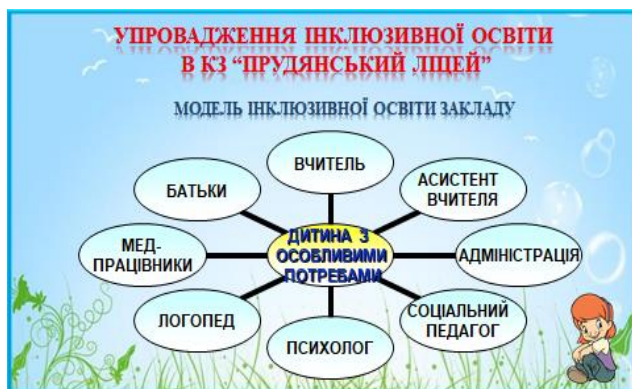 УПРОВАДЖЕННЯ ІНКЛЮЗИВНОЇ ОСВІТИ
В КЗ “ПРУДЯНСЬКИЙ ЛІЦЕЙ”
МОДЕЛЬ ІНКЛЮЗИВНОЇ ОСВІТИ ЗАКЛАДУ
ВЧИТЕЛЬ
БАТЬКИ
АСИСТЕНТ
ВЧИТЕЛЯ
МЕД-
ПРАЦІВНИКИ
ДИТИНА З
ОСОБЛИВИМИ
ПОТРЕБАМИ
АДМІНІСТРАЦІЯ
ЛОГОПЕД
ПСИХОЛОГ
СОЦІАЛЬНИЙ
ПЕДАГОГ